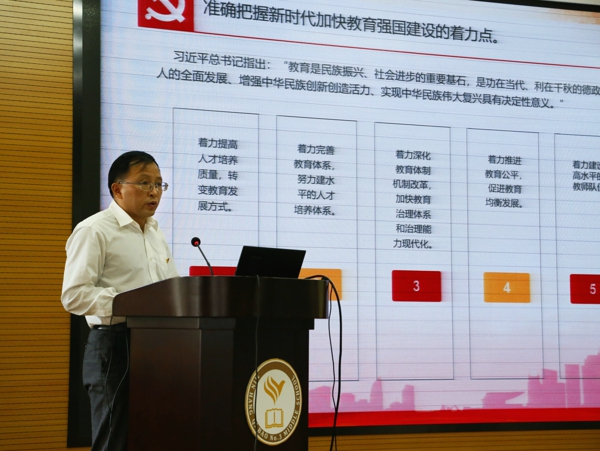 准确把握新时代加快教育强国建设的着力点。
习近平总书记指出：“教育是民族振兴、社会进步的重要基石，是功在当代、利在千秋的德政
人的全面发展、增强中华民族创新创造活力、实现中华民族伟大复兴具有决定性意义。”
着力提高
人才培养
质量，转
变教育发
展方式。
着力完善
教育体系，
努力建水
平的人才
培养体系。
着力深化
教育体制
机制改革，
加快教育
治理体系
和治理能
力现代化。
3
着力推进
教育公平，
促进教育
均衡发展。
4
着力建设
高水平的
教师队伍
5